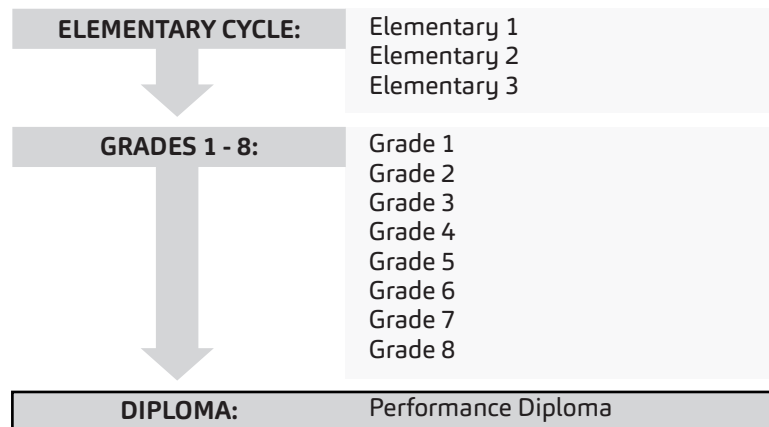 ELEMENTARY CYCLE:
Elementary 1
Elementary 2
Elementary 3
GRADES 1 - 8:
Grade 1
Grade 2
Grade 3
Grade 4
Grade 5
Grade 6
Grade 7
Grade 8
DIPLOMA:
Performance Diploma